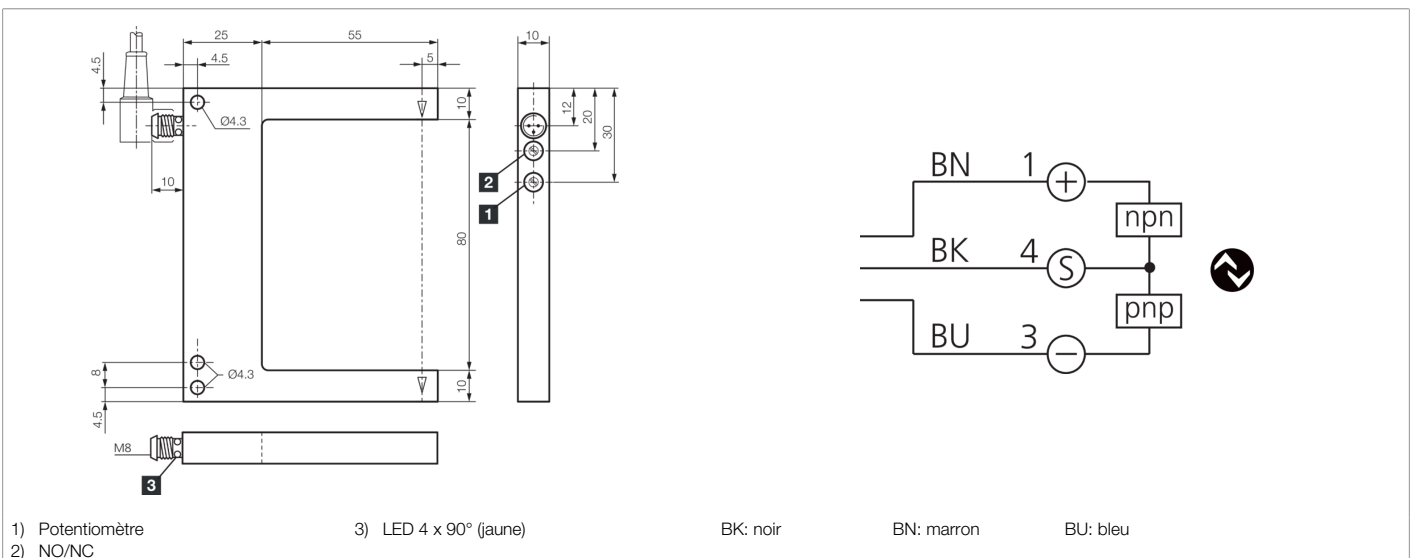 25
55
10
4.5
4.5
5
10
12
20
30
Ø4.3
10
2
1
80
8
Ø4.3
10
4.5
M8
3
BN 1 +
npn
BK 4 S
pnp
BU 3 −
1) Potentiomètre
3) LED 4 x 90° (jaune)
BK: noir
BN: marron
BU: bleu
2) NO/NC